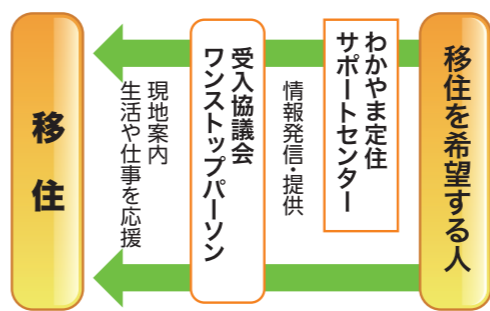 移住を希望する人
わかやま定住
サポートセンター
情報発信・提供
受入協議会
ワンストップパーソン
現地案内
生活や仕事を応援
移住